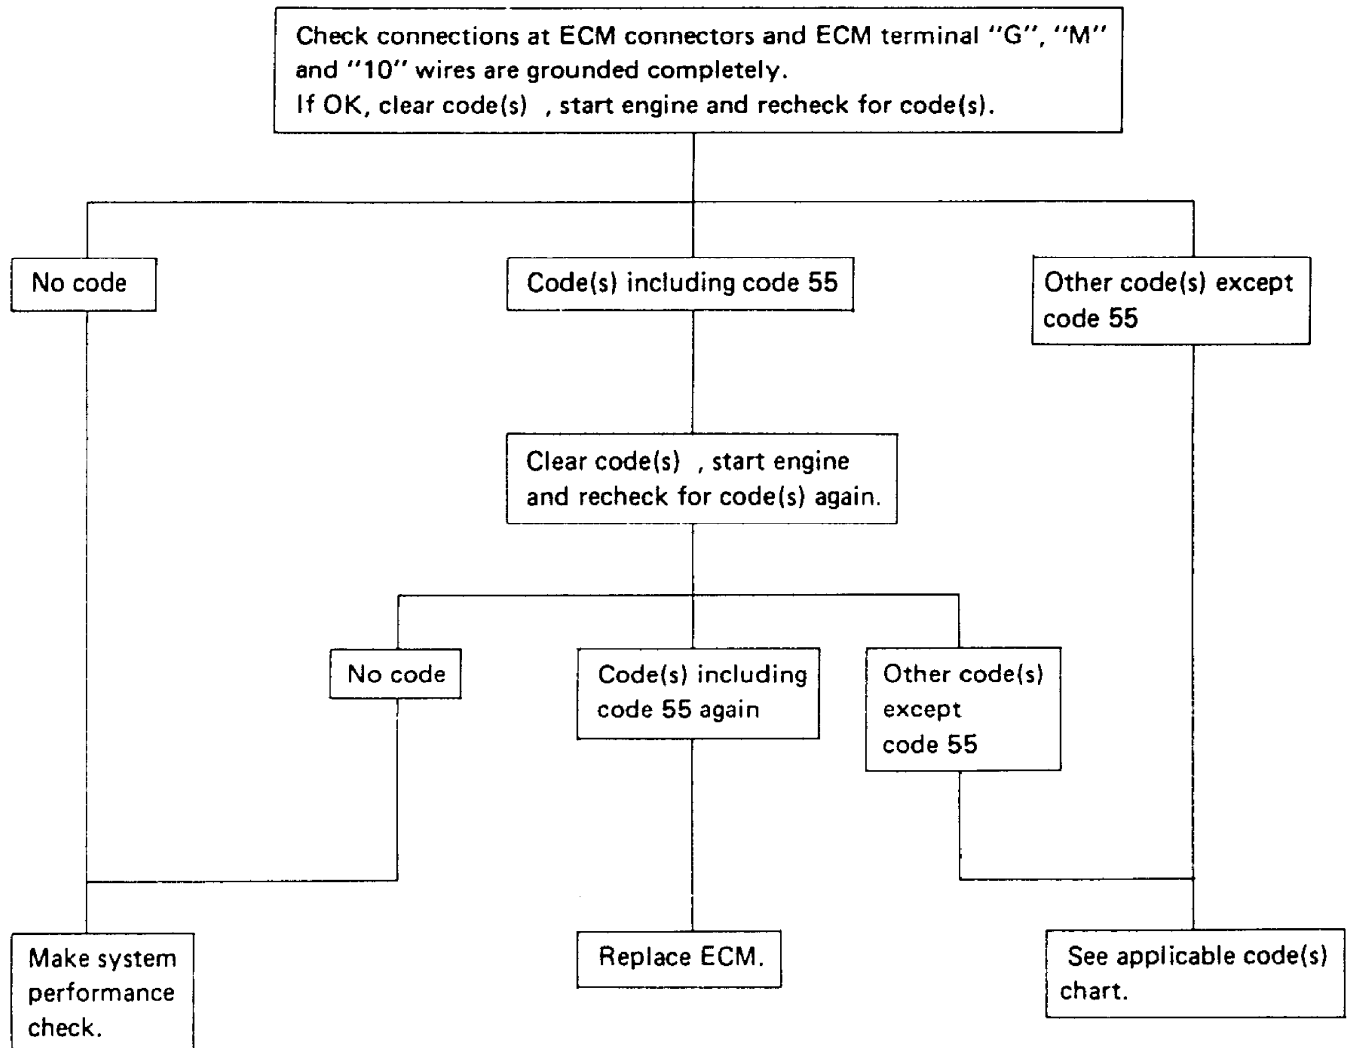 Check connections at ECM connectors and ECM terminal "G", "M"
and "10" wires are grounded completely.
If OK, clear code(s) , start engine and recheck for code(s).
No code
Code(s) including code 55
Other code(s) except
code 55
Clear code(s) , start engine
and recheck for code(s) again.
No code
Code(s) including
code 55 again
Other code(s)
except
code 55
Make system
performance
check.
Replace ECM.
See applicable code(s)
chart.